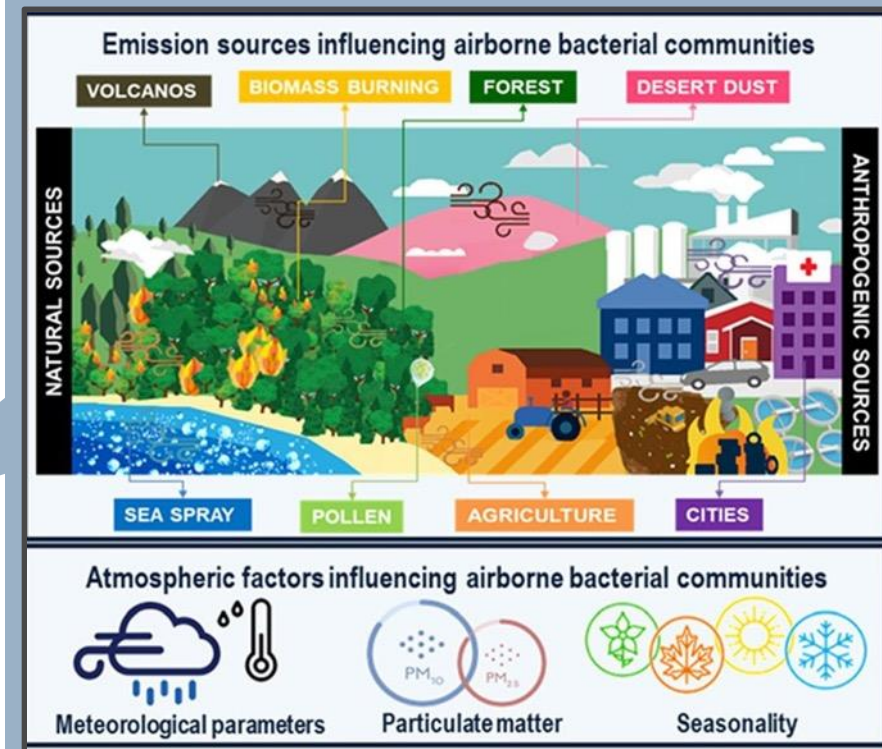 Emission sources influencing airborne bacterial communities
VOLCANOS
BIOMASS BURNING
FOREST
DESERT DUST
NATURAL SOURCES
ANTHROPOGENIC SOURCES
SEA SPRAY
POLLEN
AGRICULTURE
CITIES
Atmospheric factors influencing airborne bacterial communities
PM10
PM2.5
Meteorological parameters
Particulate matter
Seasonality